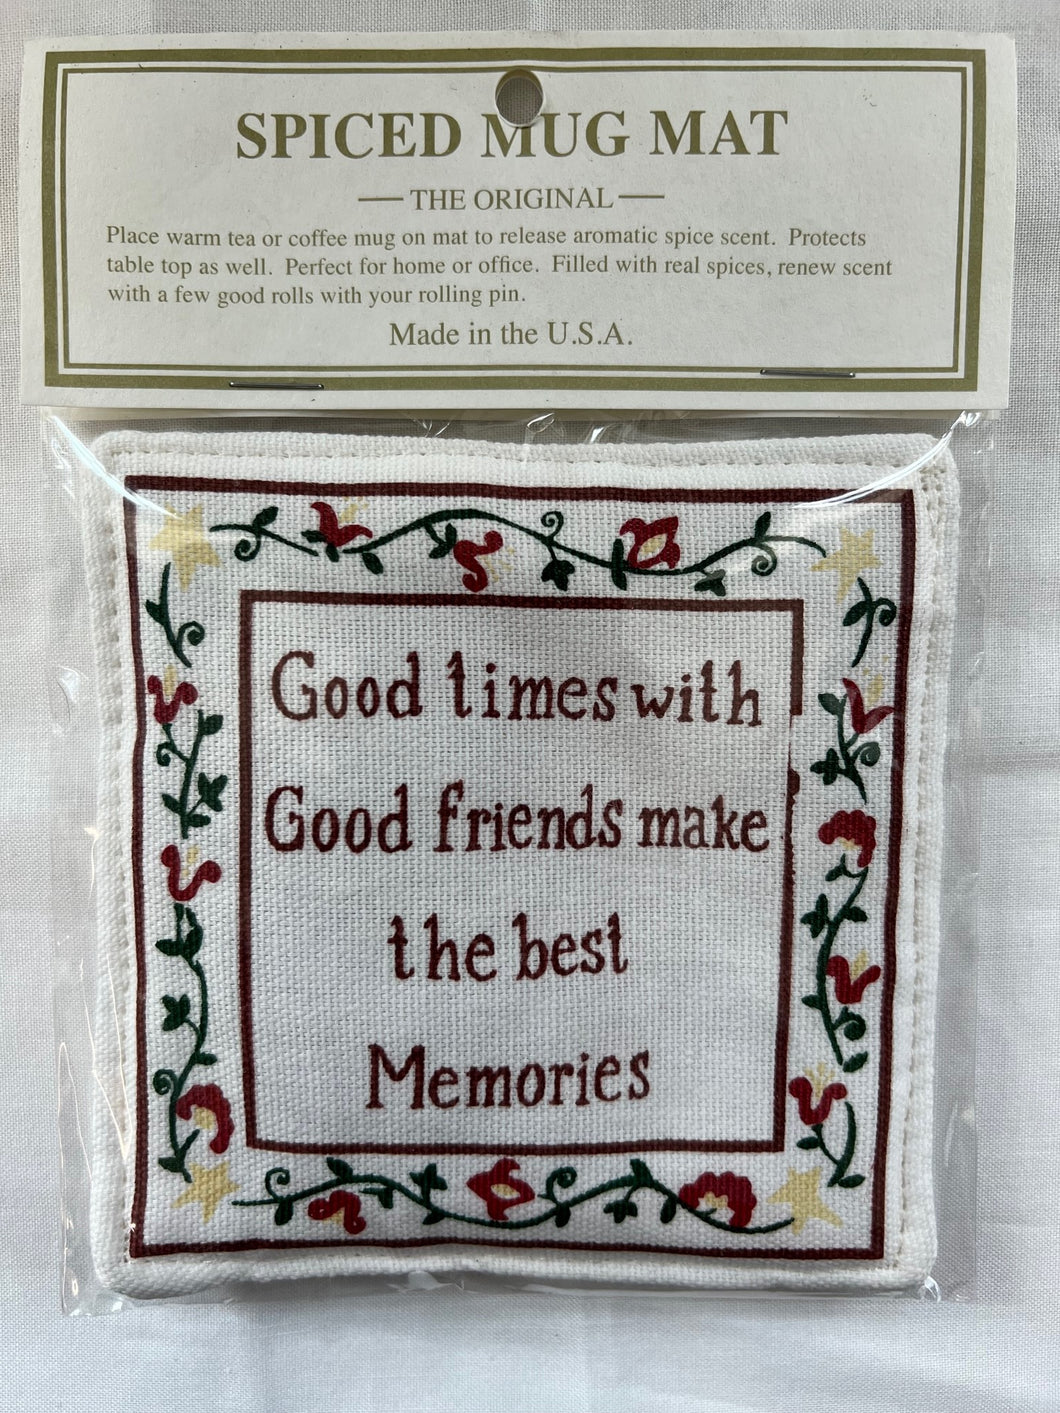 SPICED MUG MAT
THE ORIGINAL
Place warm tea or coffee mug on mat to release aromatic spice scent. Protects
table top as well. Perfect for home or office. Filled with real spices, renew scent
with a few good rolls with your rolling pin.
Made in the U.S.A.
Good times with
Good friends make
the best
Memories